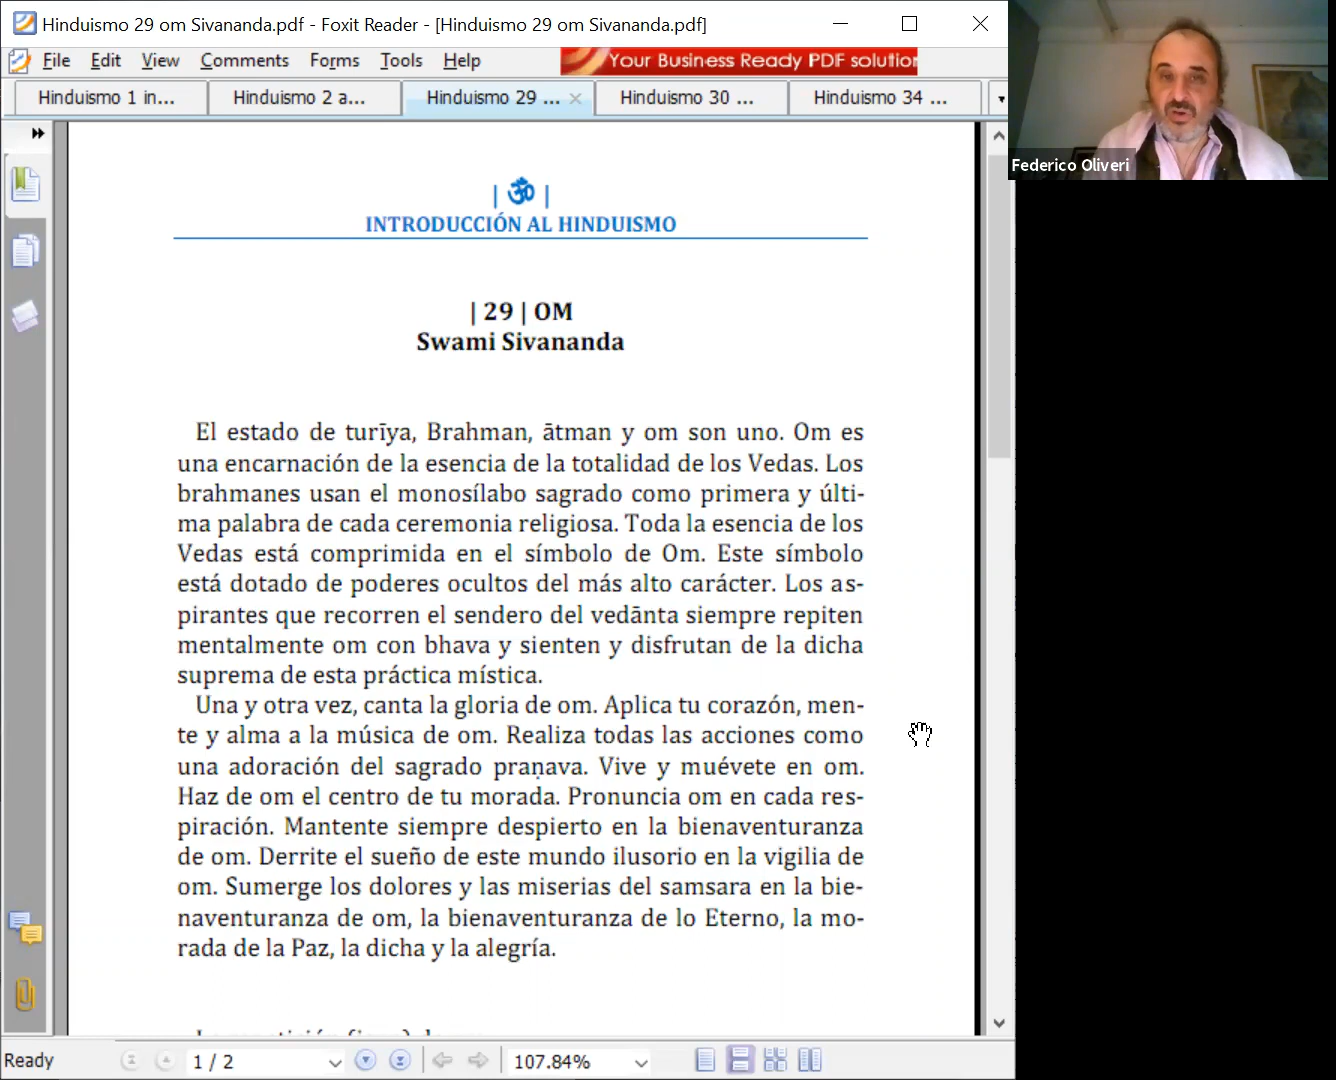 Hinduismo 29 om Sivananda.pdf - Foxit Reader - [Hinduismo 29 om Sivananda.pdf]
File Edit View Comments Forms Tools Help
Your Business Ready PDF solution
Hinduismo 1 in... Hinduismo 2 a... Hinduismo 29 ... Hinduismo 30 ... Hinduismo 34 ...
Federico Oliveri
| ॐ |
INTRODUCCIÓN AL HINDUISMO
| 29 | OM
Swami Sivananda
El estado de turīya, Brahman, ātman y om son uno. Om es
una encarnación de la esencia de la totalidad de los Vedas. Los
brahmanes usan el monosílabo sagrado como primera y últi-
ma palabra de cada ceremonia religiosa. Toda la esencia de los
Vedas está comprimida en el símbolo de Om. Este símbolo
está dotado de poderes ocultos del más alto carácter. Los as-
pirantes que recorren el sendero del vedānta siempre repiten
mentalmente om con bhava y sienten y disfrutan de la dicha
suprema de esta práctica mística.
Una y otra vez, canta la gloria de om. Aplica tu corazón, men-
te y alma a la música de om. Realiza todas las acciones como
una adoración del sagrado praṇava. Vive y muévete en om.
Haz de om el centro de tu morada. Pronuncia om en cada res-
piración. Mantente siempre despierto en la bienaventuranza
de om. Derrite el sueño de este mundo ilusorio en la vigilia de
om. Sumerge los dolores y las miserias del samsara en la bie-
naventuranza de om, la bienaventuranza de lo Eterno, la mo-
rada de la Paz, la dicha y la alegría.
Ready 1 / 2 107.84%